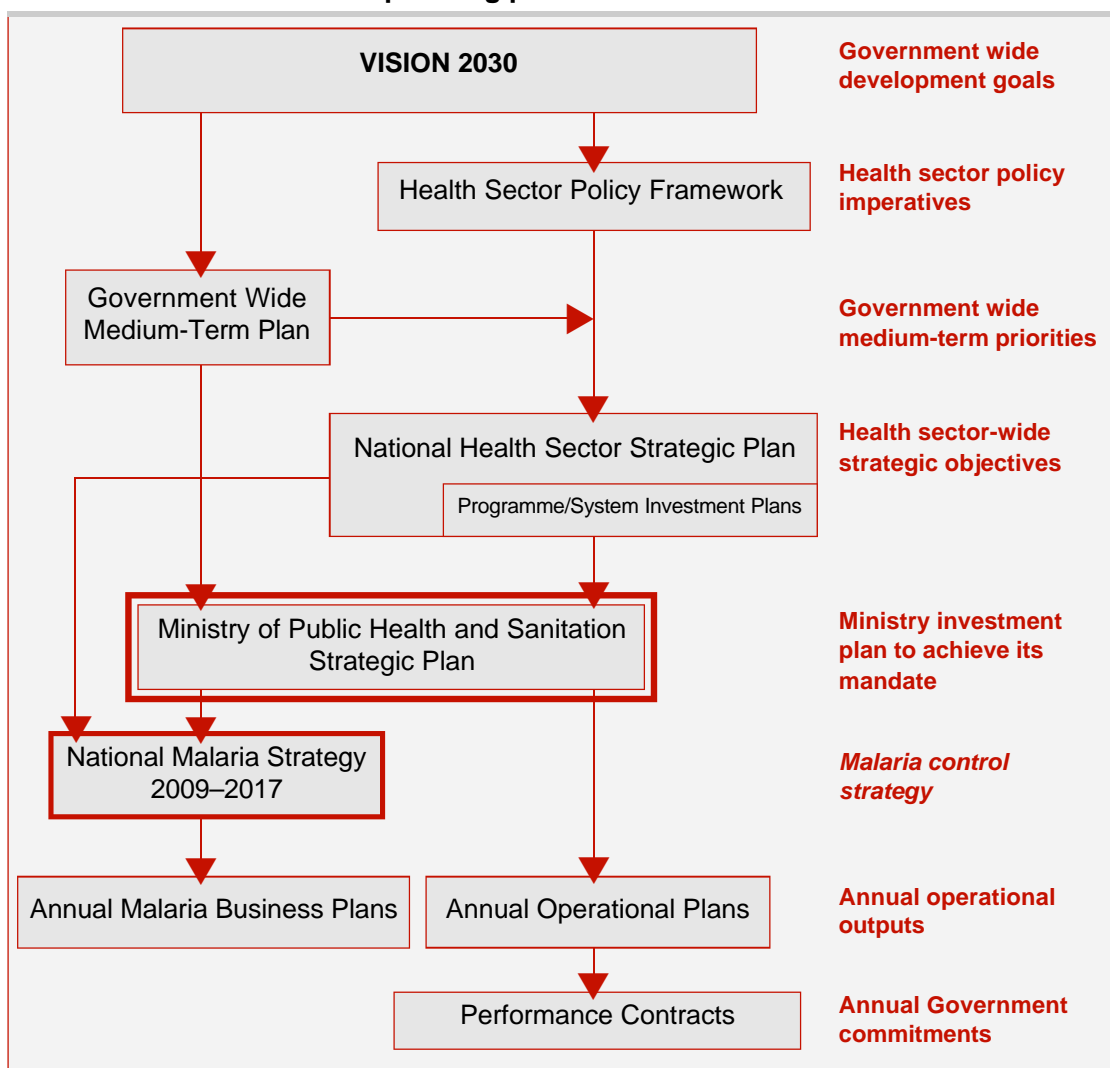 VISION 2030
Government wide
development goals
Health Sector Policy Framework
Health sector policy
imperatives
Government Wide
Medium-Term Plan
Government wide
medium-term priorities
National Health Sector Strategic Plan
Programme/System Investment Plans
Health sector-wide
strategic objectives
Ministry of Public Health and Sanitation
Strategic Plan
Ministry investment
plan to achieve its
mandate
National Malaria Strategy
2009–2017
Malaria control
strategy
Annual Malaria Business Plans
Annual Operational Plans
Annual operational
outputs
Performance Contracts
Annual Government
commitments